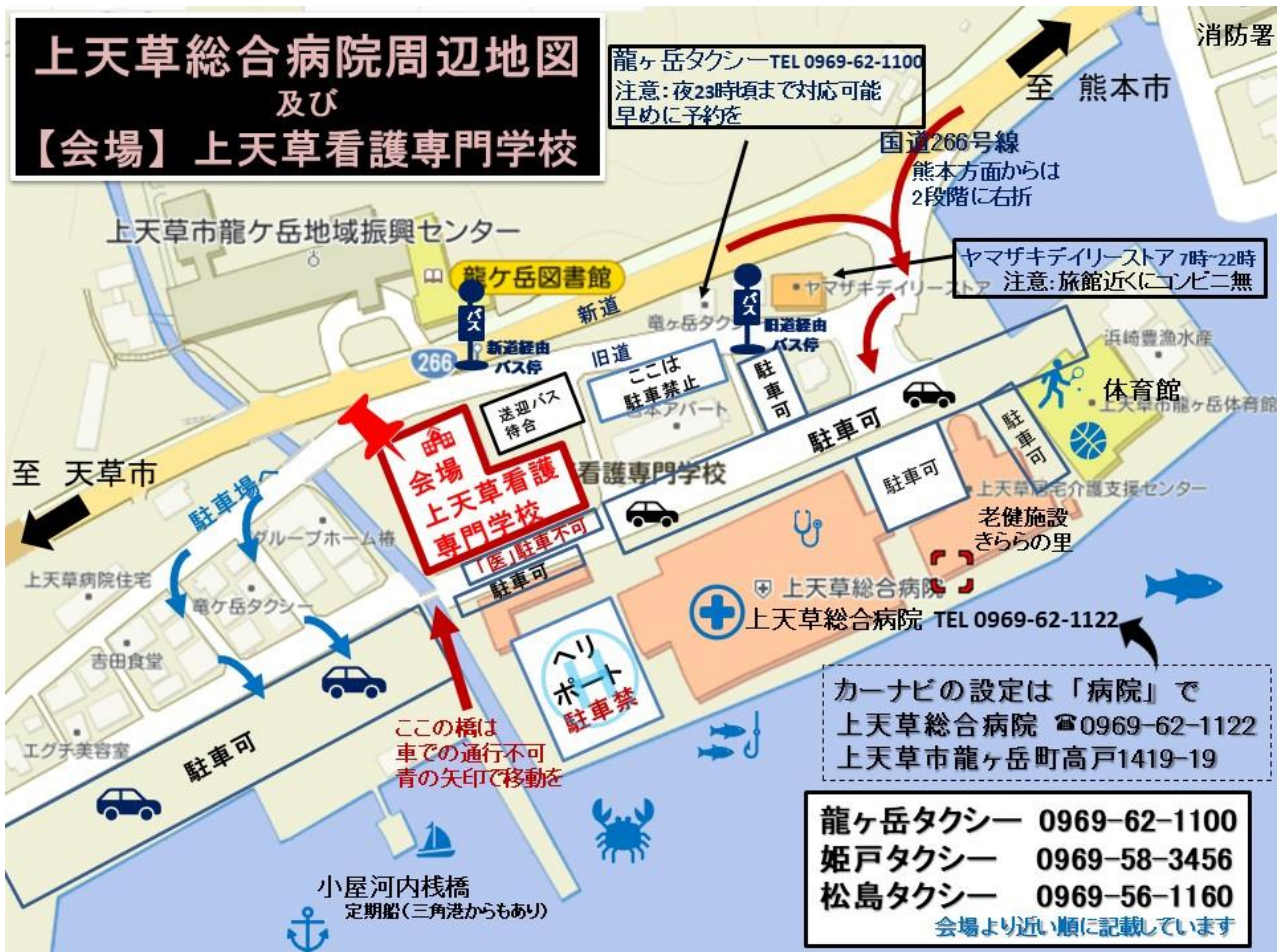 上天草総合病院周辺地図
及び
【会場】上天草看護専門学校
龍ヶ岳タクシーTEL 0969-62-1100
注意:夜23時頃まで対応可能
早めに予約を
消防署
至 熊本市
国道266号線
熊本方面からは
2段階に右折
上天草市龍ケ岳地域振興センター
龍ケ岳図書館
ヤマザキデイリーストア 7時~22時
注意:旅館近くにコンビニ無
ヤマザキデイリーストア
バス
新道経由
バス停
新道
旧道
266
竜ヶ岳タクシ
バス
旧道経由
バス停
浜崎豊漁水産
体育館
上天草市龍ヶ岳体育館
ここは
駐車禁止
本アパート
駐車可
送迎バス
待合
駐車可
駐車可
駐車可
会場
上天草看護
専門学校
看護専門学校
「医」駐車不可
駐車可
上天草居宅介護支援センター
老健施設
きららの里
至 天草市
駐車場へ
グループホーム椿
上天草病院住宅
竜ケ岳タクシー
吉田食堂
エグチ美容室
駐車可
上天草総合病院
上天草総合病院 TEL 0969-62-1122
ヘリ
ポート
H
駐車禁
ここの橋は
車での通行不可
青の矢印で移動を
カーナビの設定は「病院」で
上天草総合病院 ☎0969-62-1122
上天草市龍ヶ岳町高戸1419-19
龍ヶ岳タクシー 0969-62-1100
姫戸タクシー 0969-58-3456
松島タクシー 0969-56-1160
会場より近い順に記載しています
小屋河内桟橋
定期船(三角港からもあり)